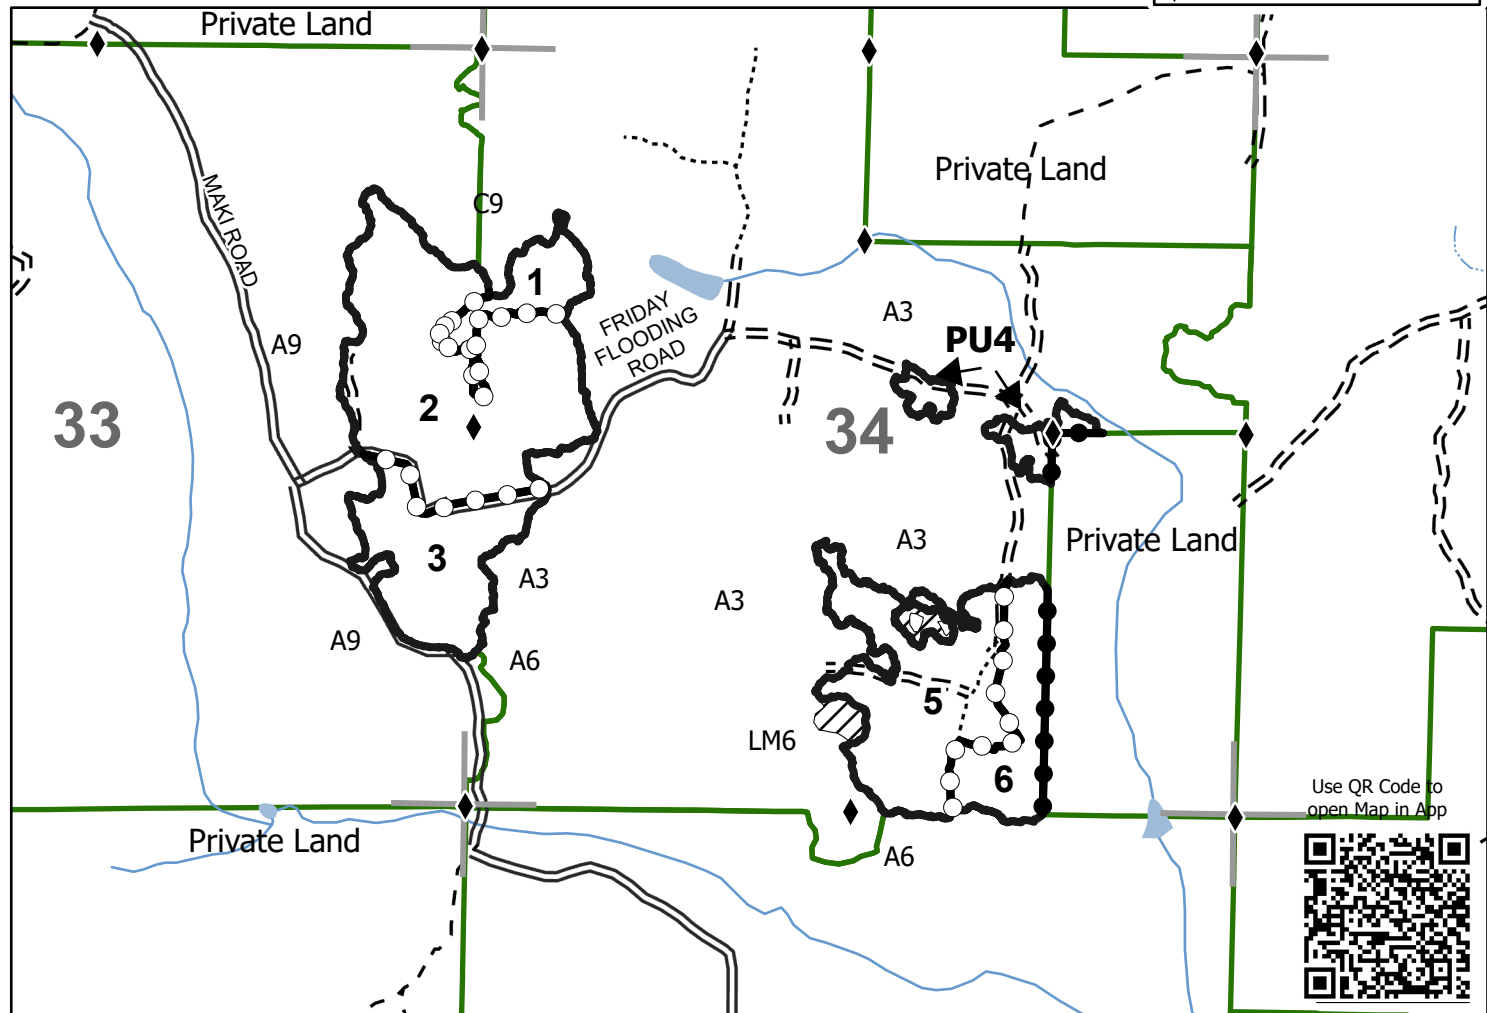 Private Land
Private Land
MAKI ROAD
C9
1
FRIDAY
FLOODING
ROAD
A3
PU4
A9
2
33
34
3
A3
Private Land
A3
A3
A9
A6
5
LM6
6
Use QR Code to
open Map in App
Private Land
A6